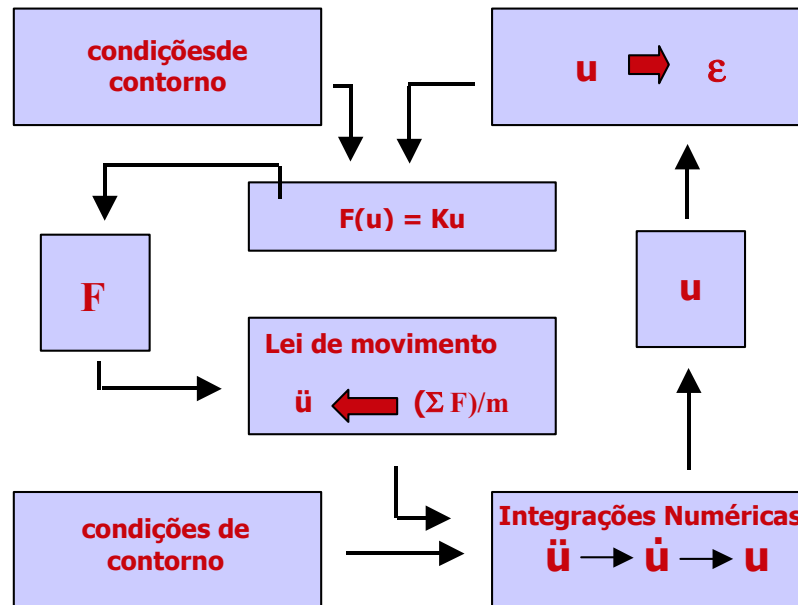 condiçõesde
contorno
u ε
F(u) = Ku
F
u
Lei de movimento
ü (Σ F)/m
condições de
contorno
Integrações Numéricas
ü u̇ u